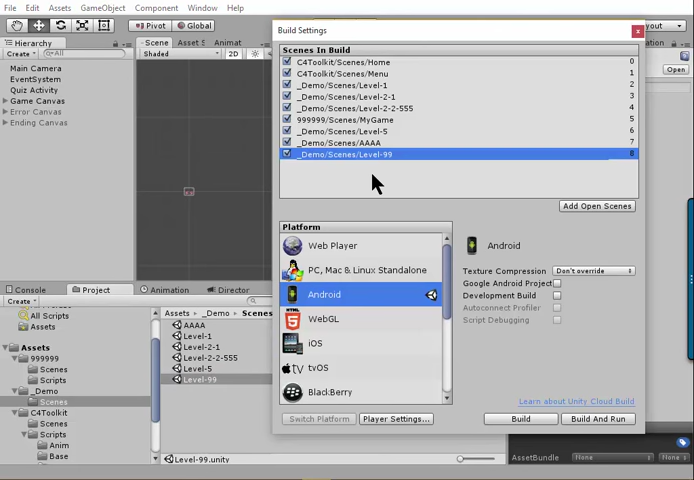 File Edit Assets GameObject Component Window Help
Pivot Global
Hierarchy
Create All
Main Camera
EventSystem
Quiz Activity
Game Canvas
Error Canvas
Ending Canvas
Scene Asset S Animat
Shaded 2D
Build Settings x
Scenes In Build
C4Toolkit/Scenes/Home 0
C4Toolkit/Scenes/Menu 1
_Demo/Scenes/Level-1 2
_Demo/Scenes/Level-2-1 3
_Demo/Scenes/Level-2-2-555 4
999999/Scenes/MyGame 5
_Demo/Scenes/Level-5 6
_Demo/Scenes/AAAA 7
_Demo/Scenes/Level-99 8
Add Open Scenes
Platform
Web Player
PC, Mac & Linux Standalone
Android
WebGL
iOS
tv tvOS
BlackBerry
Android
Texture Compression Don't override
Google Android Project
Development Build
Autoconnect Profiler
Script Debugging
Learn about Unity Cloud Build
Switch Platform Player Settings... Build Build And Run
Layout
Open
Console Project Animation Director
Create
All Scripts
Assets
Assets
999999
Scenes
Scripts
_Demo
Scenes
C4Toolkit
Scenes
Scripts
Anim
Base
Assets _Demo Scenes
AAAA
Level-1
Level-2-1
Level-2-2-555
Level-5
Level-99
Level-99.unity
AssetBundle None None